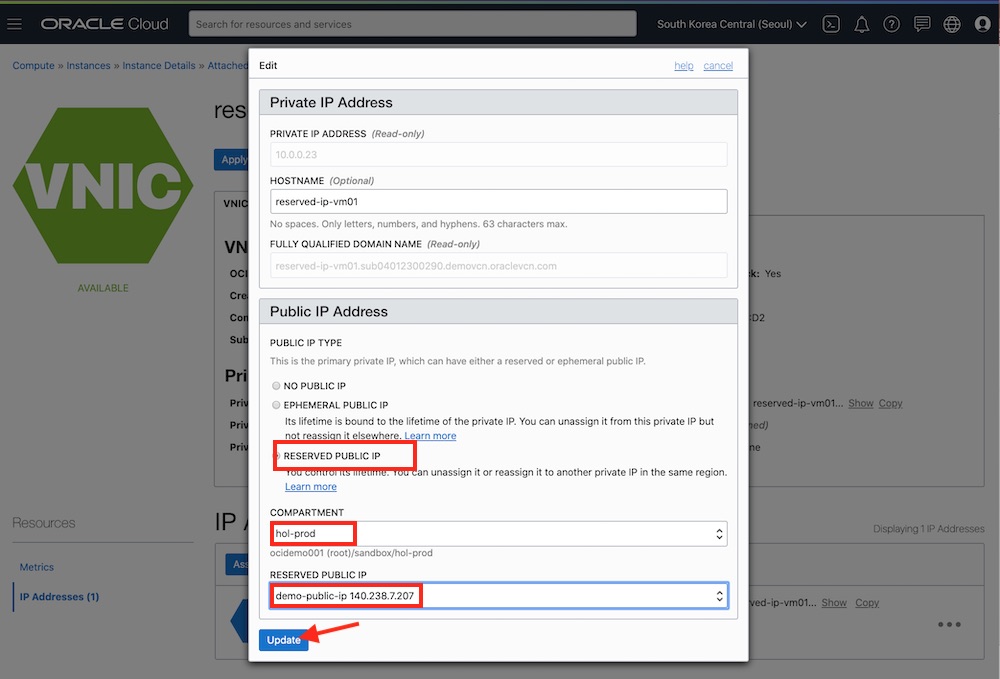 ORACLE Cloud
Search for resources and services
South Korea Central (Seoul)
Compute » Instances » Instance Details » Attached
VNIC
AVAILABLE
Resources
Metrics
IP Addresses (1)
res
Apply
VNIC
VN
OCI
Cre
Con
Sub
Pri
Priv
Priv
Priv
k: Yes
CD2
reserved-ip-vm01... Show Copy
ed)
ne
IP A
Displaying 1 IP Addresses
Ass
ved-ip-vm01... Show Copy
Edit
help cancel
Private IP Address
PRIVATE IP ADDRESS (Read-only)
10.0.0.23
HOSTNAME (Optional)
reserved-ip-vm01
No spaces. Only letters, numbers, and hyphens. 63 characters max.
FULLY QUALIFIED DOMAIN NAME (Read-only)
reserved-ip-vm01.sub04012300290.demovcn.oraclevcn.com
Public IP Address
PUBLIC IP TYPE
This is the primary private IP, which can have either a reserved or ephemeral public IP.
NO PUBLIC IP
EPHEMERAL PUBLIC IP
Its lifetime is bound to the lifetime of the private IP. You can unassign it from this private IP but
not reassign it elsewhere. Learn more
RESERVED PUBLIC IP
You control its lifetime. You can unassign it or reassign it to another private IP in the same region.
Learn more
COMPARTMENT
hol-prod
ocidemo001 (root)/sandbox/hol-prod
RESERVED PUBLIC IP
demo-public-ip 140.238.7.207
Update